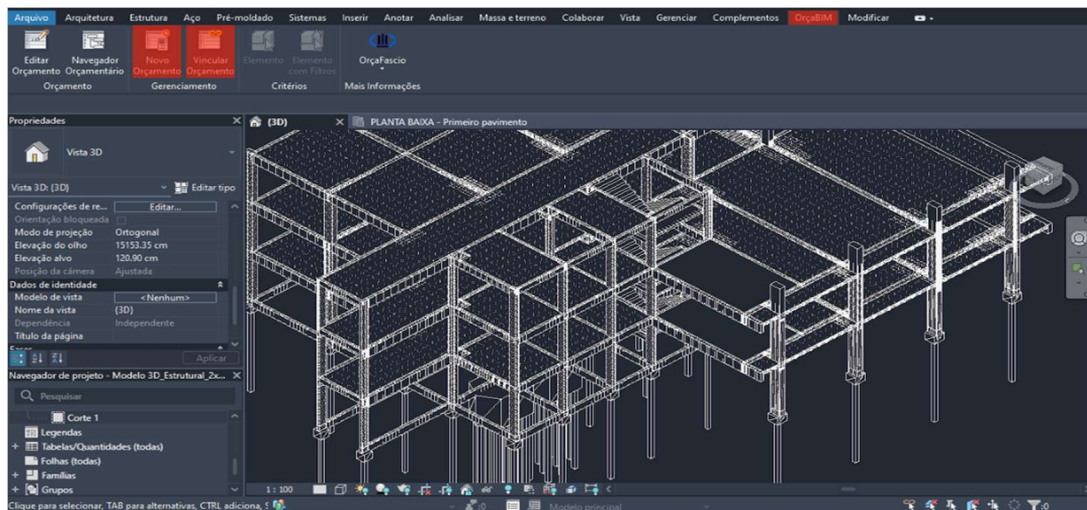 Arquivo Arquitetura Estrutura Aço Pré-moldado Sistemas Inserir Anotar Analisar Massa e terreno Colaborar Vista Gerenciar Complementos OrçaBIM Modificar
Editar Orçamento Navegador Orçamentário Novo Orçamento Vincular Orçamento Elemento Elemento com Filtros OrçaFascio
Orçamento Gerenciamento Critérios Mais Informações
Propriedades
{3D} PLANTA BAIXA - Primeiro pavimento
Vista 3D
Vista 3D: {3D} Editar tipo
Configurações de re... Editar...
Orientação bloqueada
Modo de projeção Ortogonal
Elevação do olho 15153.35 cm
Elevação alvo 120.90 cm
Posição da câmera Ajustada
Dados de identidade
Modelo de vista <Nenhum>
Nome da vista {3D}
Dependência Independente
Título da página
Aplicar
Navegador de projeto - Modelo 3D_Estrutural_2x...
Pesquisar
Corte 1
Legendas
Tabelas/Quantidades (todas)
Folhas (todas)
Famílias
Grupos
1 : 100
Clique para selecionar, TAB para alternativas, CTRL adiciona, S :0 Modelo principal :0